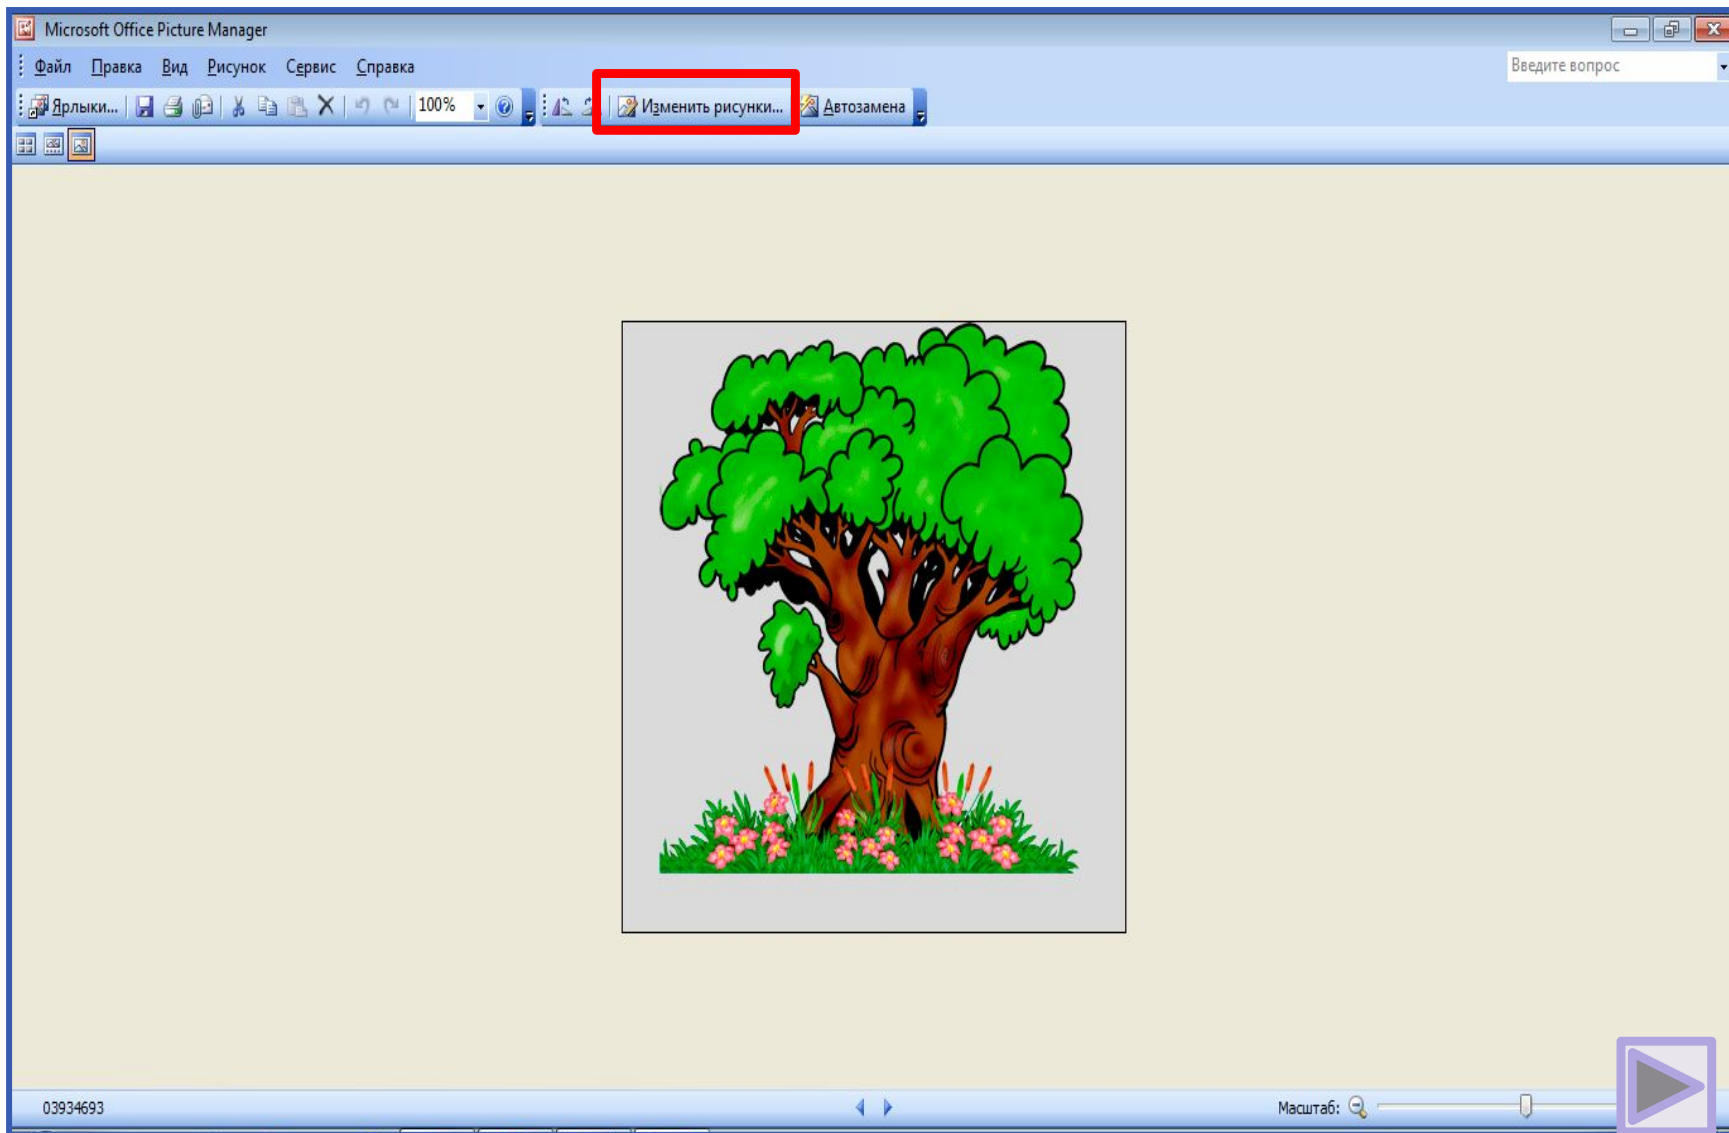 Microsoft Office Picture Manager
Файл Правка Вид Рисунок Сервис Справка
Введите вопрос
Ярлыки... 100% Изменить рисунки... Автозамена
03934693
Масштаб: